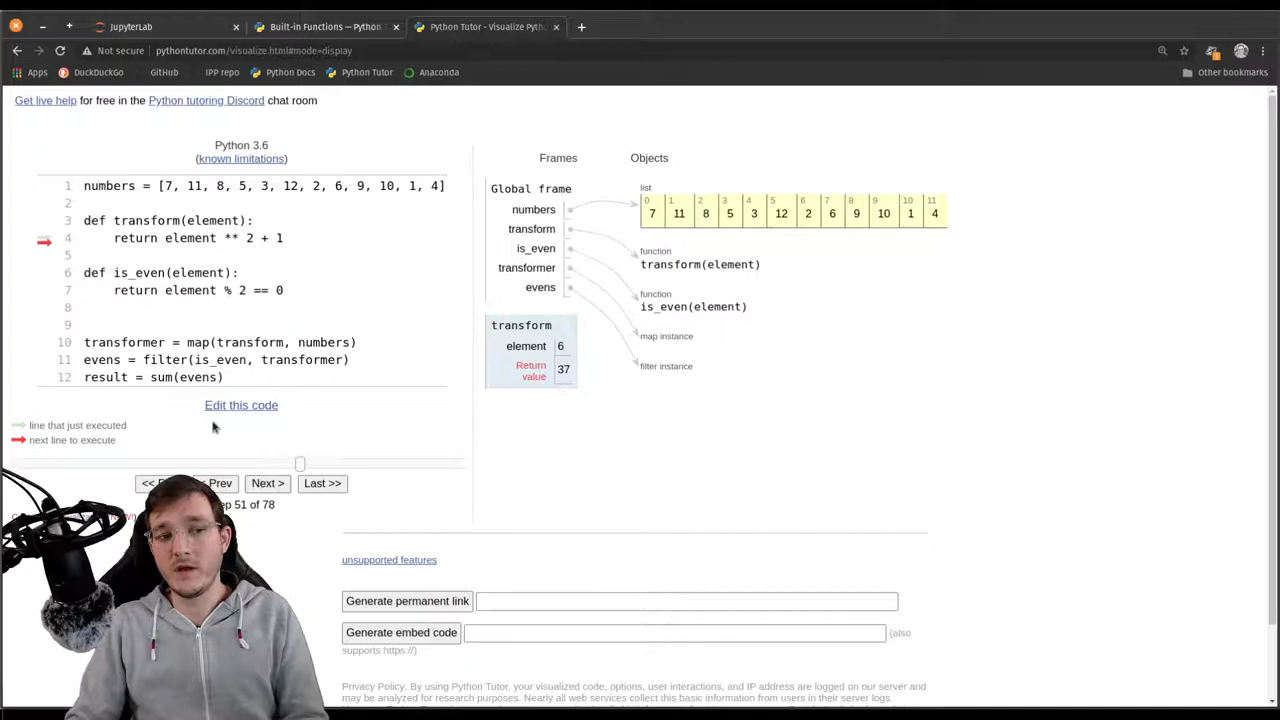 JupyterLab
Built-in Functions — Python
Python Tutor - Visualize Pyth
Not secure
pythontutor.com/visualize.html#mode=display
Apps
DuckDuckGo
GitHub
IPP repo
Python Docs
Python Tutor
Anaconda
Other bookmarks
Get live help for free in the Python tutoring Discord chat room
Python 3.6
(known limitations)
1 numbers = [7, 11, 8, 5, 3, 12, 2, 6, 9, 10, 1, 4]
2
3 def transform(element):
4 return element ** 2 + 1
5
6 def is_even(element):
7 return element % 2 == 0
8
9
10 transformer = map(transform, numbers)
11 evens = filter(is_even, transformer)
12 result = sum(evens)
Edit this code
line that just executed
next line to execute
<< Prev Next > Last >>
51 of 78
Frames Objects
Global frame
numbers
transform
is_even
transformer
evens
transform
element 6
Return value 37
list
0 1 2 3 4 5 6 7 8 9 10 11
7 11 8 5 3 12 2 6 9 10 1 4
function
transform(element)
function
is_even(element)
map instance
filter instance
unsupported features
Generate permanent link
Generate embed code (also
supports https://)
Privacy Policy: By using Python Tutor, your visualized code, options, user interactions, and IP address are logged on our server and
may be analyzed for research purposes. Nearly all web services collect this basic information from users in their server logs.